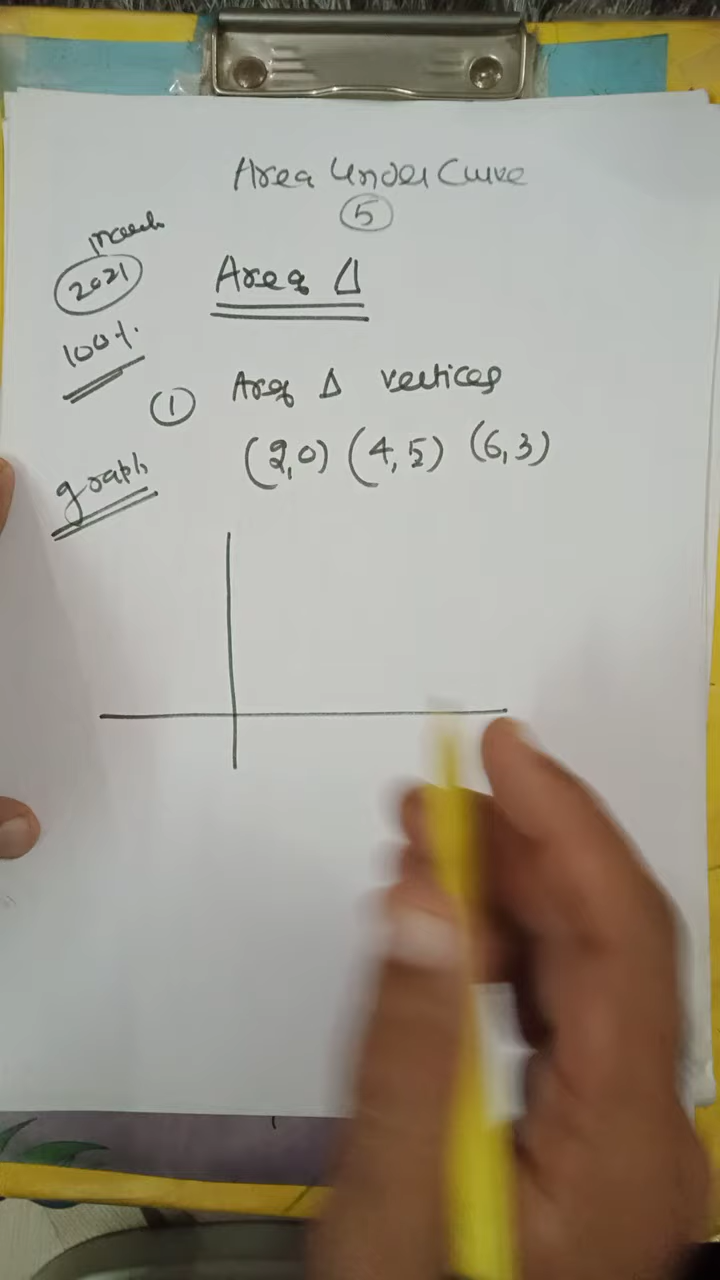 Area Under Curve
5
march
2021
Area Δ
100%
① Area Δ vertices
(2,0) (4,5) (6,3)
graph